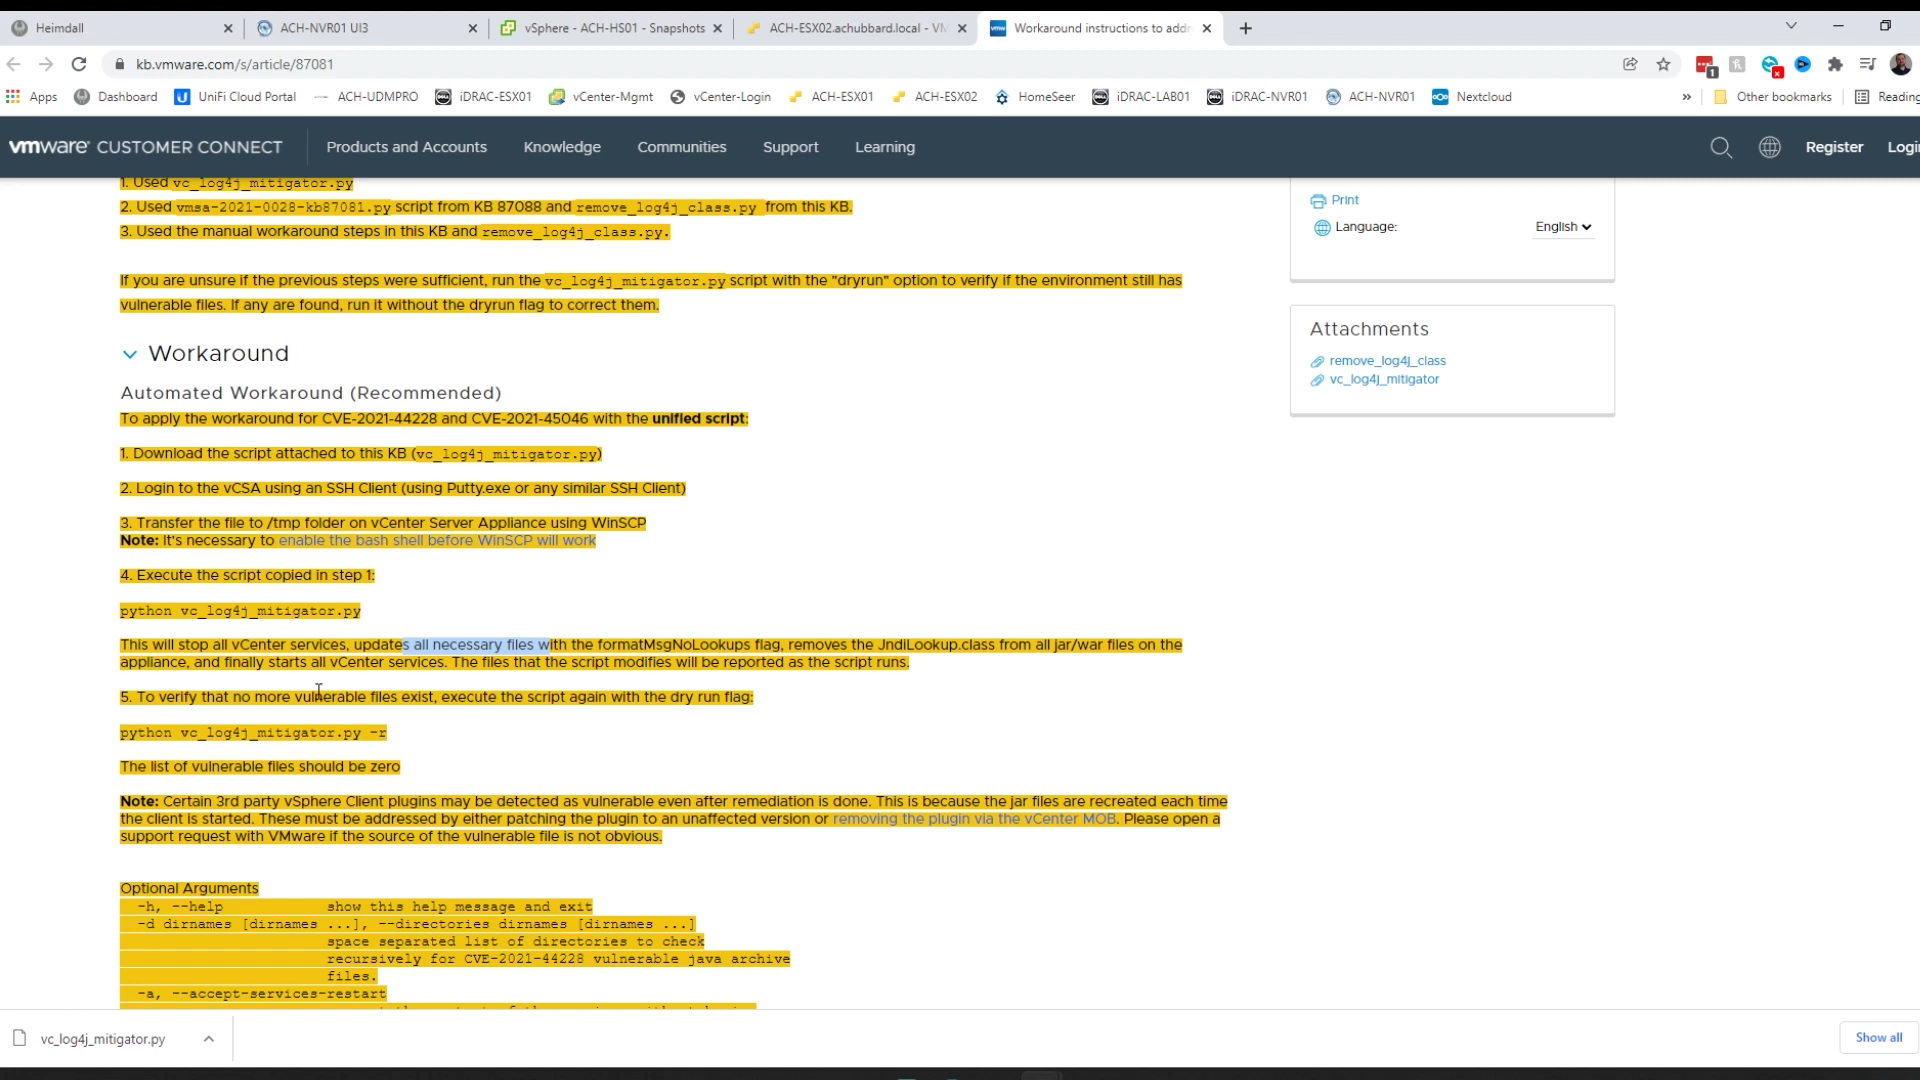 Heimdall
ACH-NVR01 UI3
vSphere - ACH-HS01 - Snapshots
ACH-ESX02.achubbard.local - VM
Workaround instructions to addr
kb.vmware.com/s/article/87081
Apps
Dashboard
UniFi Cloud Portal
ACH-UDMPRO
iDRAC-ESX01
vCenter-Mgmt
vCenter-Login
ACH-ESX01
ACH-ESX02
HomeSeer
iDRAC-LAB01
iDRAC-NVR01
ACH-NVR01
Nextcloud
»
Other bookmarks
Reading
vmware® CUSTOMER CONNECT
Products and Accounts
Knowledge
Communities
Support
Learning
Register
Logi
1. Used vc_log4j_mitigator.py
2. Used vmsa-2021-0028-kb87081.py script from KB 87088 and remove_log4j_class.py from this KB.
3. Used the manual workaround steps in this KB and remove_log4j_class.py.
If you are unsure if the previous steps were sufficient, run the vc_log4j_mitigator.py script with the "dryrun" option to verify if the environment still has
vulnerable files. If any are found, run it without the dryrun flag to correct them.
Workaround
Automated Workaround (Recommended)
To apply the workaround for CVE-2021-44228 and CVE-2021-45046 with the unified script:
1. Download the script attached to this KB (vc_log4j_mitigator.py)
2. Login to the vCSA using an SSH Client (using Putty.exe or any similar SSH Client)
3. Transfer the file to /tmp folder on vCenter Server Appliance using WinSCP
Note: It's necessary to enable the bash shell before WinSCP will work
4. Execute the script copied in step 1:
python vc_log4j_mitigator.py
This will stop all vCenter services, updates all necessary files with the formatMsgNoLookups flag, removes the JndiLookup.class from all jar/war files on the
appliance, and finally starts all vCenter services. The files that the script modifies will be reported as the script runs.
5. To verify that no more vulnerable files exist, execute the script again with the dry run flag:
python vc_log4j_mitigator.py -r
The list of vulnerable files should be zero
Note: Certain 3rd party vSphere Client plugins may be detected as vulnerable even after remediation is done. This is because the jar files are recreated each time
the client is started. These must be addressed by either patching the plugin to an unaffected version or removing the plugin via the vCenter MOB. Please open a
support request with VMware if the source of the vulnerable file is not obvious.
Optional Arguments
-h, --help show this help message and exit
-d dirnames [dirnames ...], --directories dirnames [dirnames ...]
space separated list of directories to check
recursively for CVE-2021-44228 vulnerable java archive
files.
-a, --accept-services-restart
Print
Language:
English
Attachments
remove_log4j_class
vc_log4j_mitigator
vc_log4j_mitigator.py
Show all